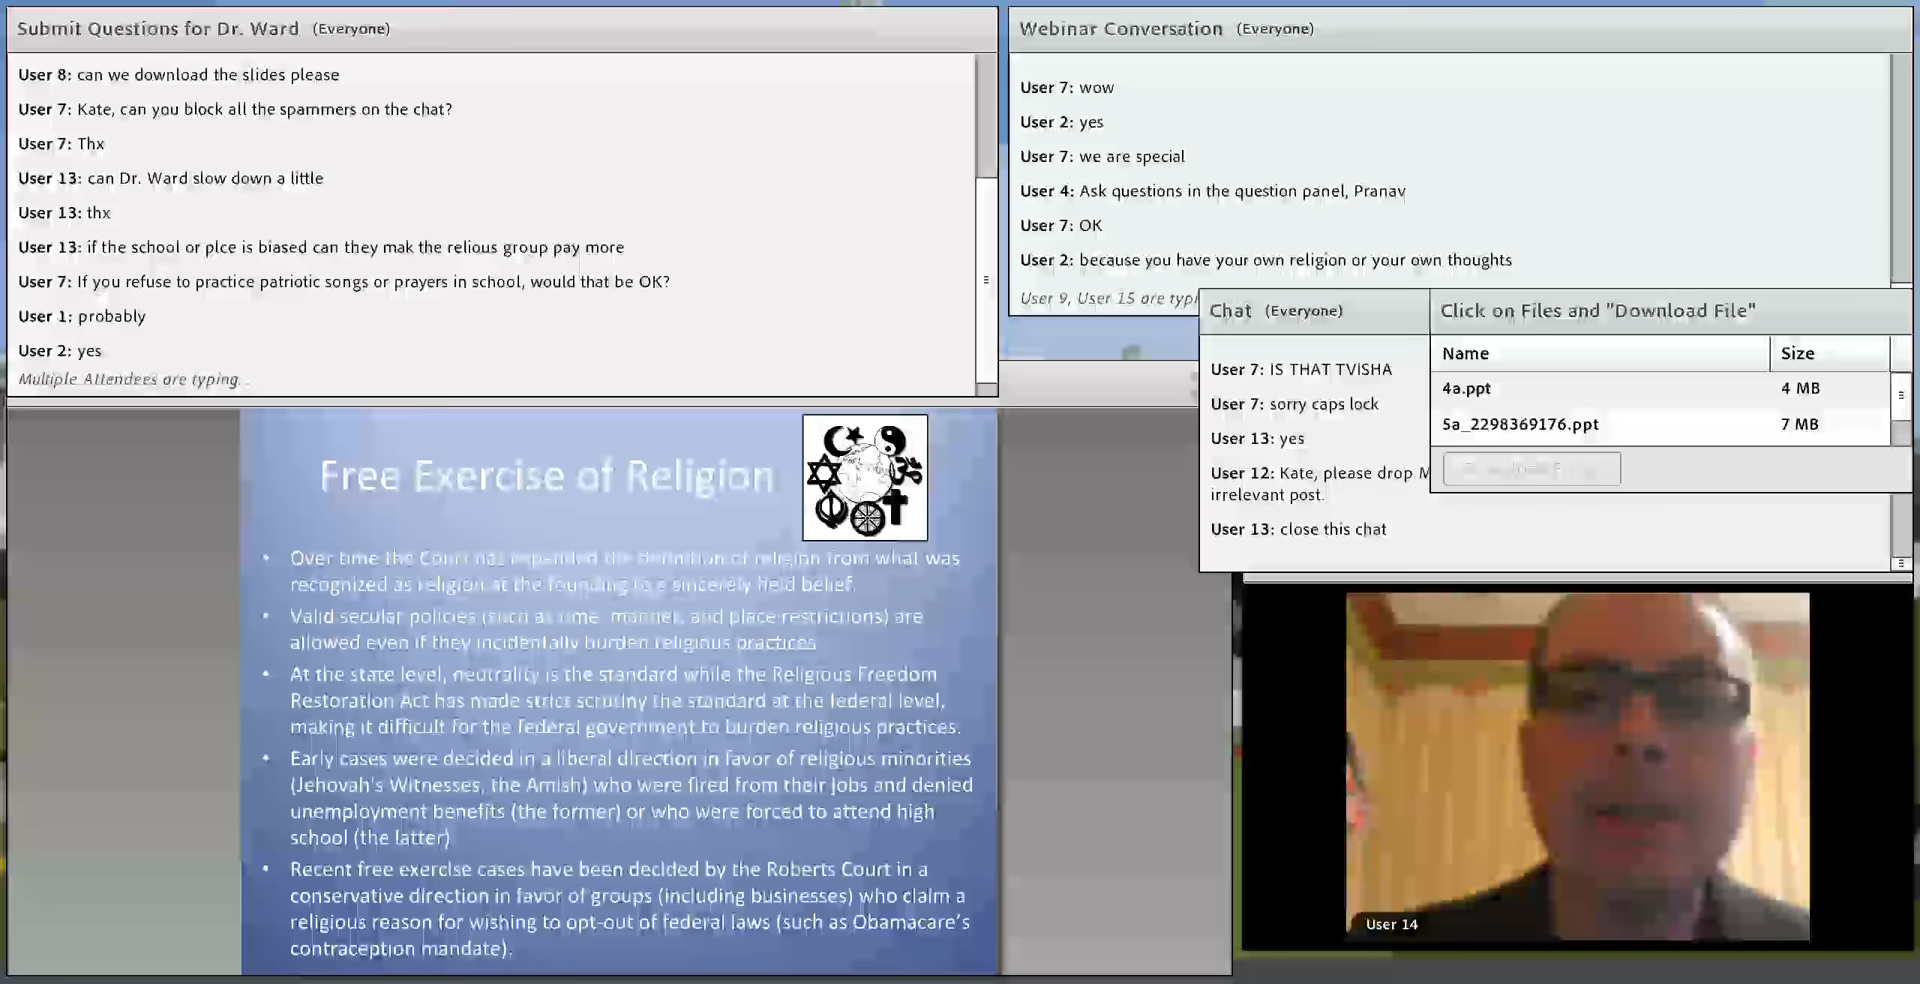 Submit Questions for Dr. Ward (Everyone)
User 8: can we download the slides please
User 7: Kate, can you block all the spammers on the chat?
User 7: Thx
User 13: can Dr. Ward slow down a little
User 13: thx
User 13: if the school or plce is biased can they mak the relious group pay more
User 7: If you refuse to practice patriotic songs or prayers in school, would that be OK?
User 1: probably
User 2: yes
Multiple Attendees are typing...
Webinar Conversation (Everyone)
User 7: wow
User 2: yes
User 7: we are special
User 4: Ask questions in the question panel, Pranav
User 7: OK
User 2: because you have your own religion or your own thoughts
User 9, User 15 are typi
Chat (Everyone)
User 7: IS THAT TVISHA
User 7: sorry caps lock
User 13: yes
User 12: Kate, please drop M
irrelevant post.
User 13: close this chat
Click on Files and "Download File"
Name Size
4a.ppt 4 MB
5a_2298369176.ppt 7 MB
Free Exercise of Religion
• Over time the Court has expanded the definition of religion from what was
recognized as religion at the founding to a sincerely held belief.
• Valid secular policies (such as time, manner, and place restrictions) are
allowed even if they incidentally burden religious practices
• At the state level, neutrality is the standard while the Religious Freedom
Restoration Act has made strict scrutiny the standard at the federal level,
making it difficult for the federal government to burden religious practices.
• Early cases were decided in a liberal direction in favor of religious minorities
(Jehovah's Witnesses, the Amish) who were fired from their jobs and denied
unemployment benefits (the former) or who were forced to attend high
school (the latter)
• Recent free exercise cases have been decided by the Roberts Court in a
conservative direction in favor of groups (including businesses) who claim a
religious reason for wishing to opt-out of federal laws (such as Obamacare's
contraception mandate).
User 14